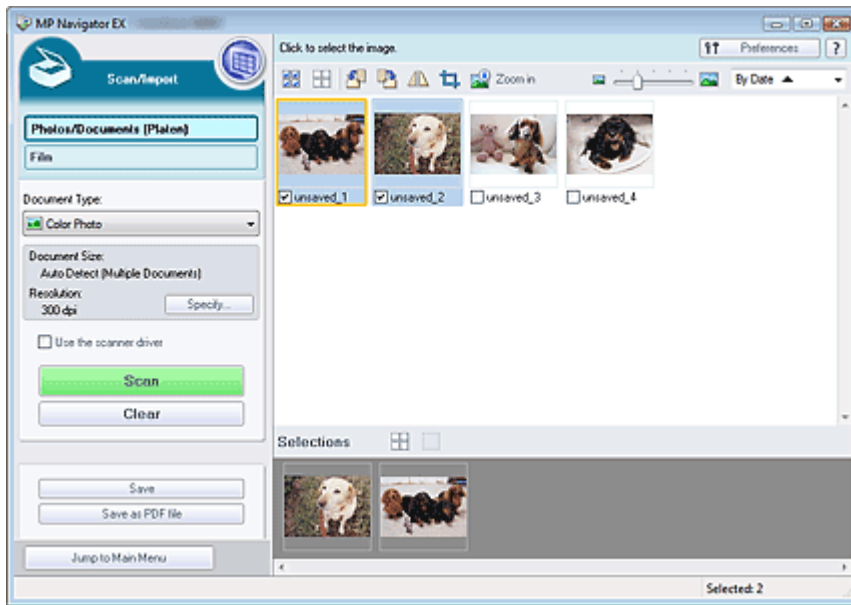 MP Navigator EX
Scan/Import
Photos/Documents (Platen)
Film
Document Type:
Color Photo
Document Size:
Auto Detect (Multiple Documents)
Resolution:
300 dpi
Specify...
Use the scanner driver
Scan
Clear
Save
Save as PDF file
Jump to Main Menu
Click to select the image.
Preferences
?
Zoom in
By Date
unsaved_1
unsaved_2
unsaved_3
unsaved_4
Selections
Selected: 2